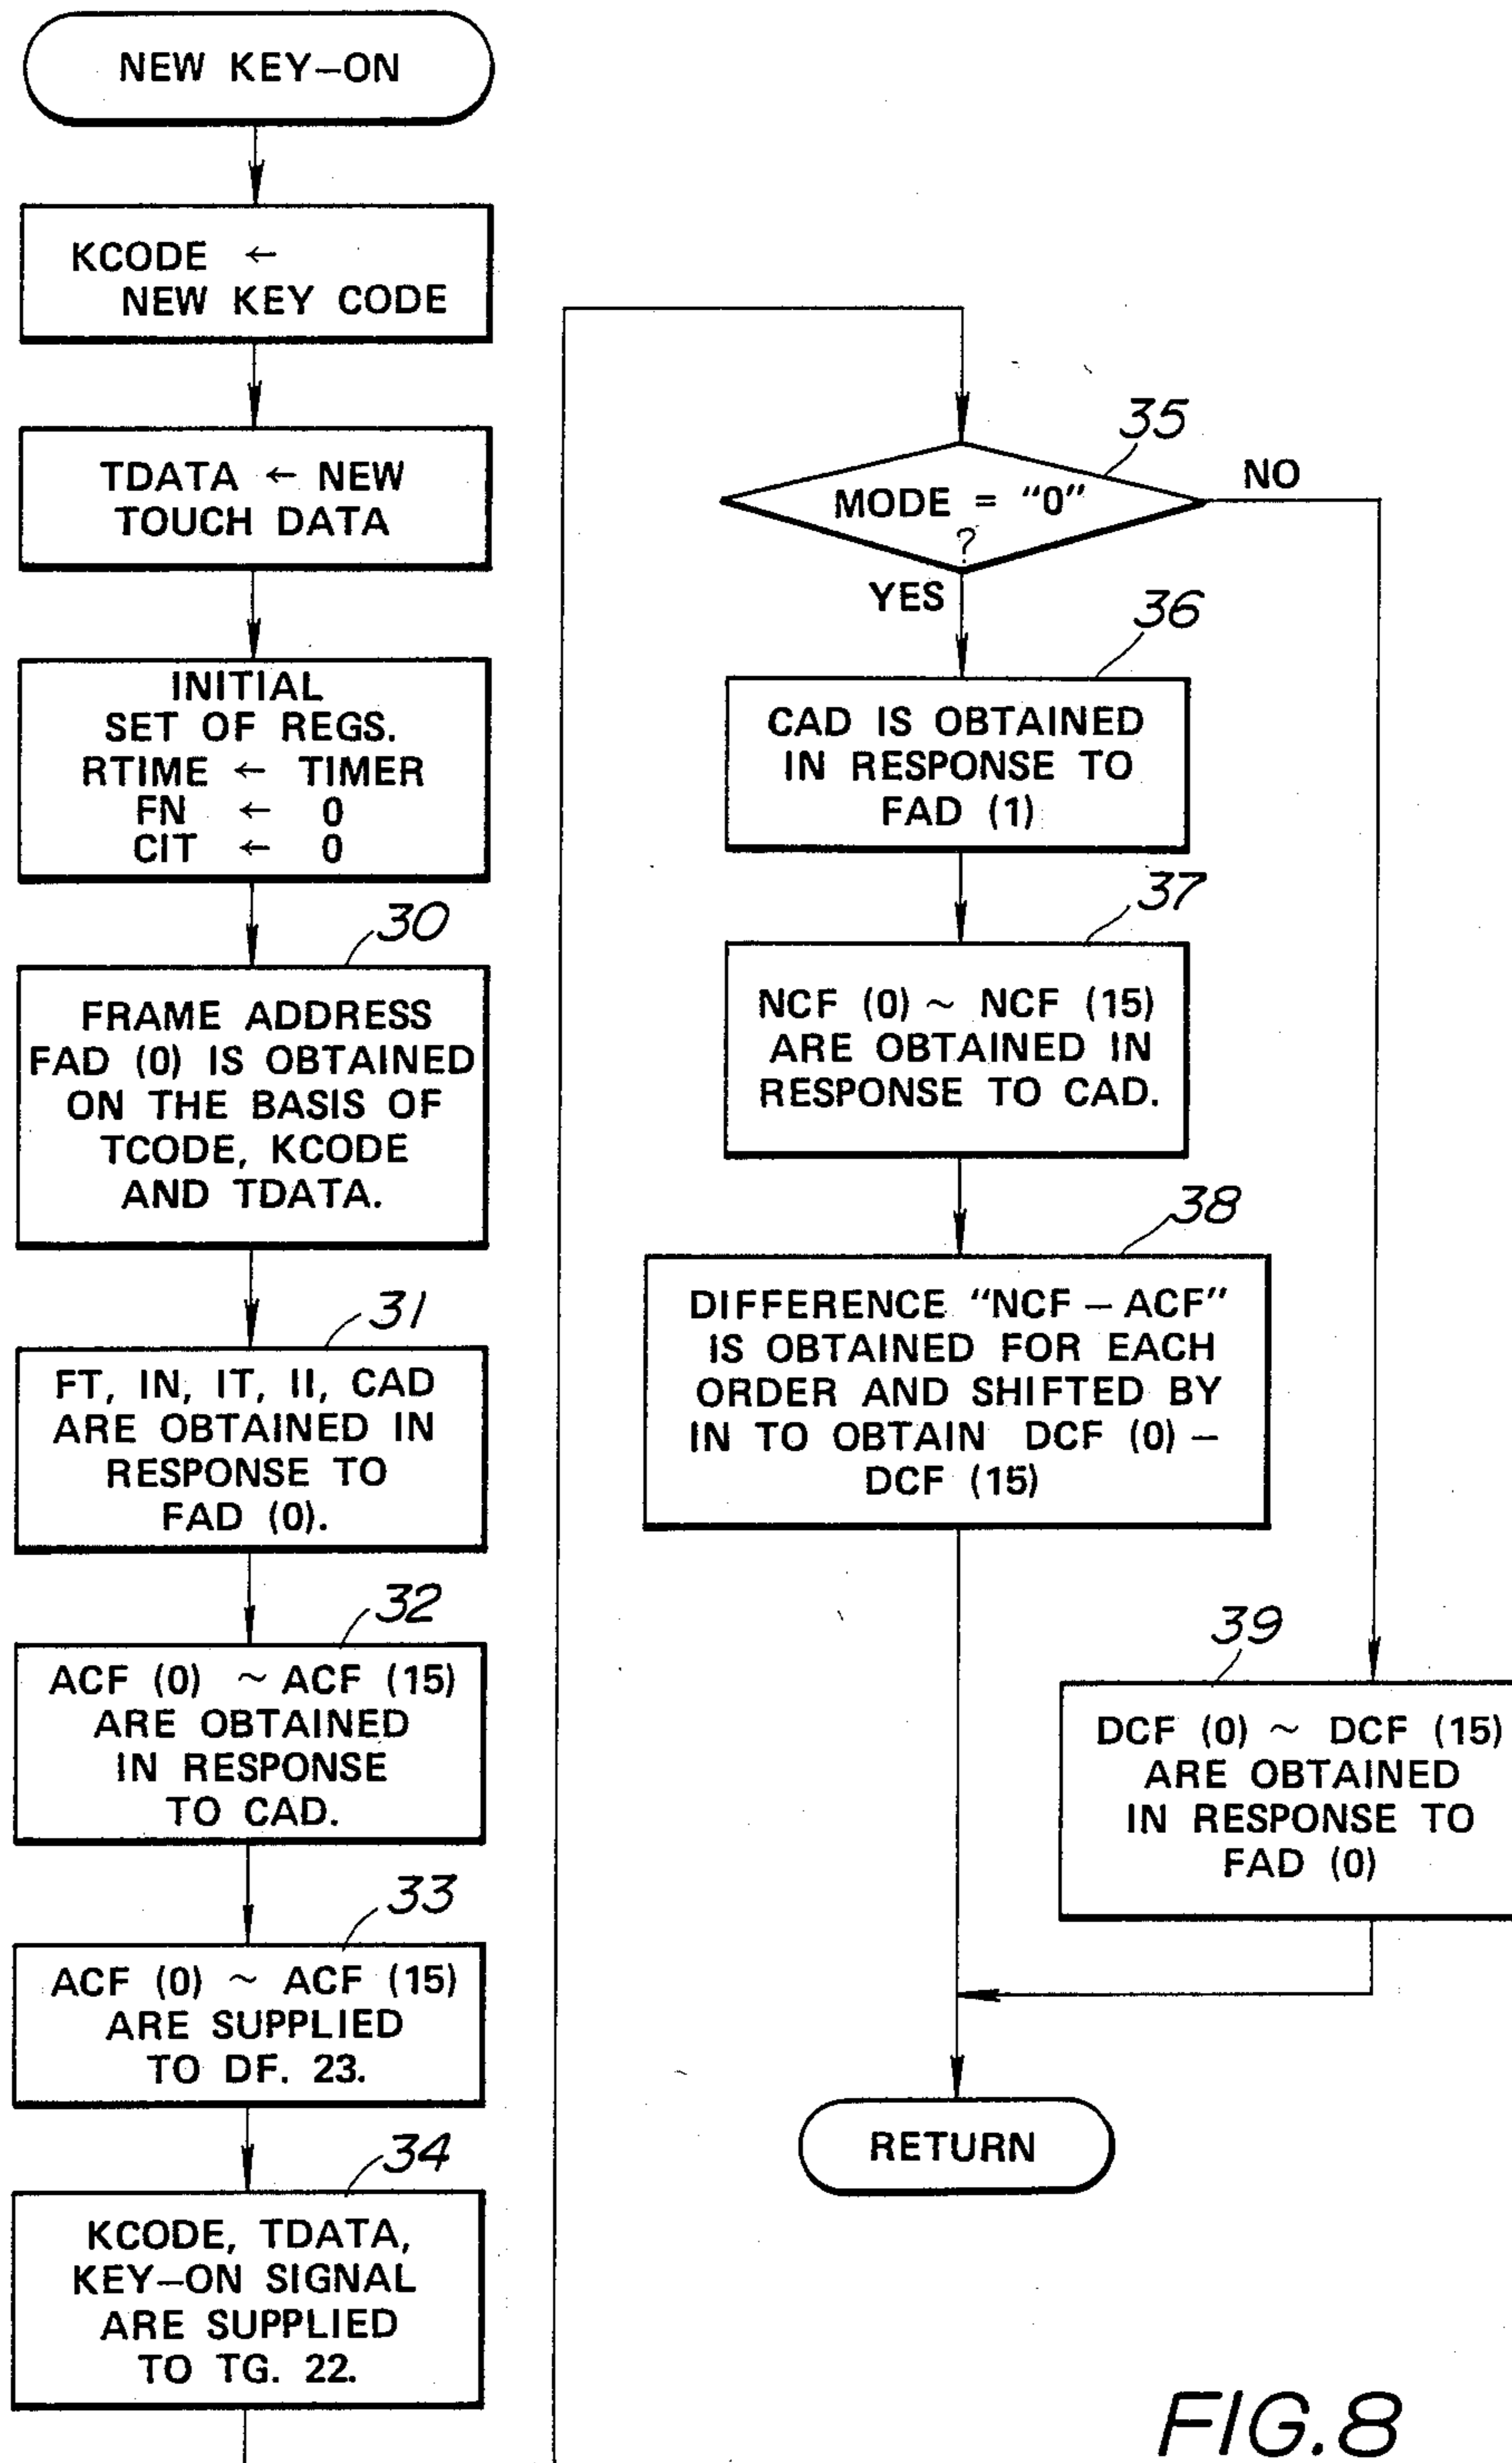 NEW KEY–ON
KCODE ←
NEW KEY CODE
TDATA ← NEW
TOUCH DATA
INITIAL
SET OF REGS.
RTIME ← TIMER
FN ← 0
CIT ← 0
30
FRAME ADDRESS
FAD (0) IS OBTAINED
ON THE BASIS OF
TCODE, KCODE
AND TDATA.
31
FT, IN, IT, II, CAD
ARE OBTAINED IN
RESPONSE TO
FAD (0).
32
ACF (0) ~ ACF (15)
ARE OBTAINED
IN RESPONSE
TO CAD.
33
ACF (0) ~ ACF (15)
ARE SUPPLIED
TO DF. 23.
34
KCODE, TDATA,
KEY–ON SIGNAL
ARE SUPPLIED
TO TG. 22.
35
MODE = “0”
?
NO
YES
36
CAD IS OBTAINED
IN RESPONSE TO
FAD (1)
37
NCF (0) ~ NCF (15)
ARE OBTAINED IN
RESPONSE TO CAD.
38
DIFFERENCE “NCF – ACF”
IS OBTAINED FOR EACH
ORDER AND SHIFTED BY
IN TO OBTAIN DCF (0) –
DCF (15)
39
DCF (0) ~ DCF (15)
ARE OBTAINED
IN RESPONSE TO
FAD (0)
RETURN
FIG.8